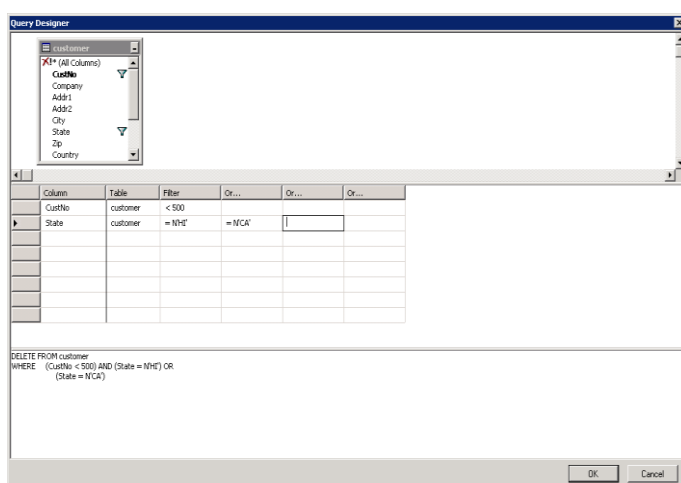 Query Designer
customer
* (All Columns)
CustNo
Company
Addr1
Addr2
City
State
Zip
Country
Column Table Filter Or... Or... Or...
CustNo customer < 500
State customer = N'HI' = N'CA'
DELETE FROM customer
WHERE (CustNo < 500) AND (State = N'HI') OR
(State = N'CA')
OK Cancel